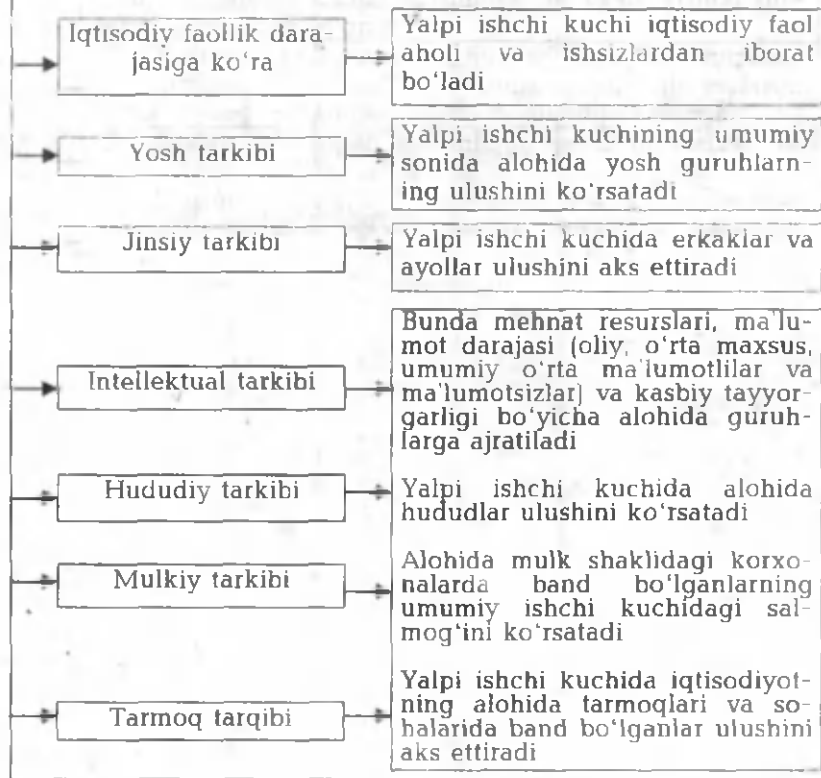 Iqtisodiy faollik dara-
jasiga ko‘ra
Yalpi ishchi kuchi iqtisodiy faol
aholi va ishsizlardan iborat
bo‘ladi
Yosh tarkibi
Yalpi ishchi kuchining umumiy
sonida alohida yosh guruhlarn-
ing ulushini ko‘rsatadi
Jinsiy tarkibi
Yalpi ishchi kuchida erkaklar va
ayollar ulushini aks ettiradi
Intellektual tarkibi
Bunda mehnat resurslari, ma'lu-
mot darajasi (oliy, o‘rta maxsus,
umumiy o‘rta ma'lumotlilar va
ma'lumotsizlar) va kasbiy tayyor-
garligi bo‘yicha alohida guruh-
larga ajratiladi
Hududiy tarkibi
Yalpi ishchi kuchida alohida
hududlar ulushini ko‘rsatadi
Mulkiy tarkibi
Alohida mulk shaklidagi korxo-
nalarda band bo‘lganlarning
umumiy ishchi kuchidagi sal-
mog‘ini ko‘rsatadi
Tarmoq tarqibi
Yalpi ishchi kuchida iqtisodiyot-
ning alohida tarmoqlari va so-
halarida band bo‘lganlar ulushini
aks ettiradi